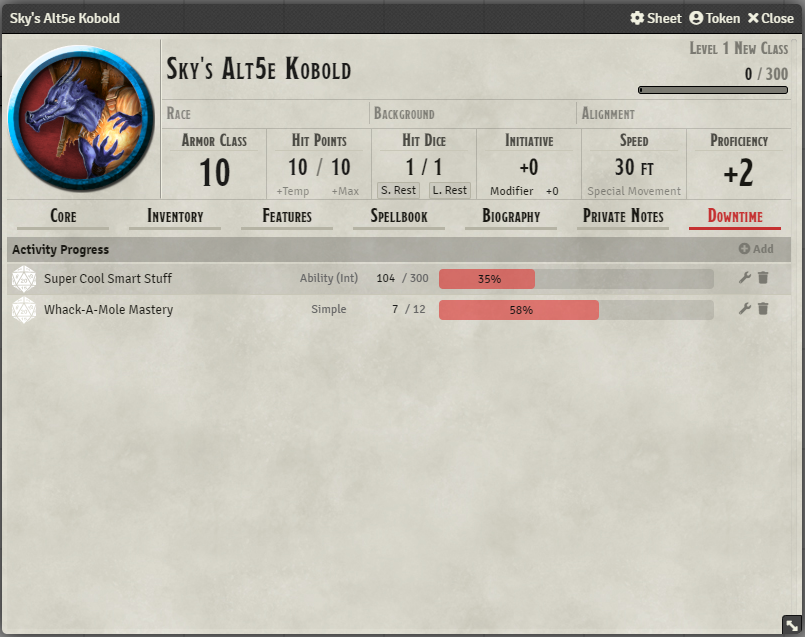 Sky's Alt5e Kobold Sheet Token Close
Sky's Alt5e Kobold
Level 1 New Class
0 / 300
Race Background Alignment
Armor Class Hit Points Hit Dice Initiative Speed Proficiency
10 10 / 10 1 / 1 +0 30 ft +2
+Temp +Max S. Rest L. Rest Modifier +0 Special Movement
Core Inventory Features Spellbook Biography Private Notes Downtime
Activity Progress Add
Super Cool Smart Stuff Ability (Int) 104 / 300 35%
Whack-A-Mole Mastery Simple 7 / 12 58%